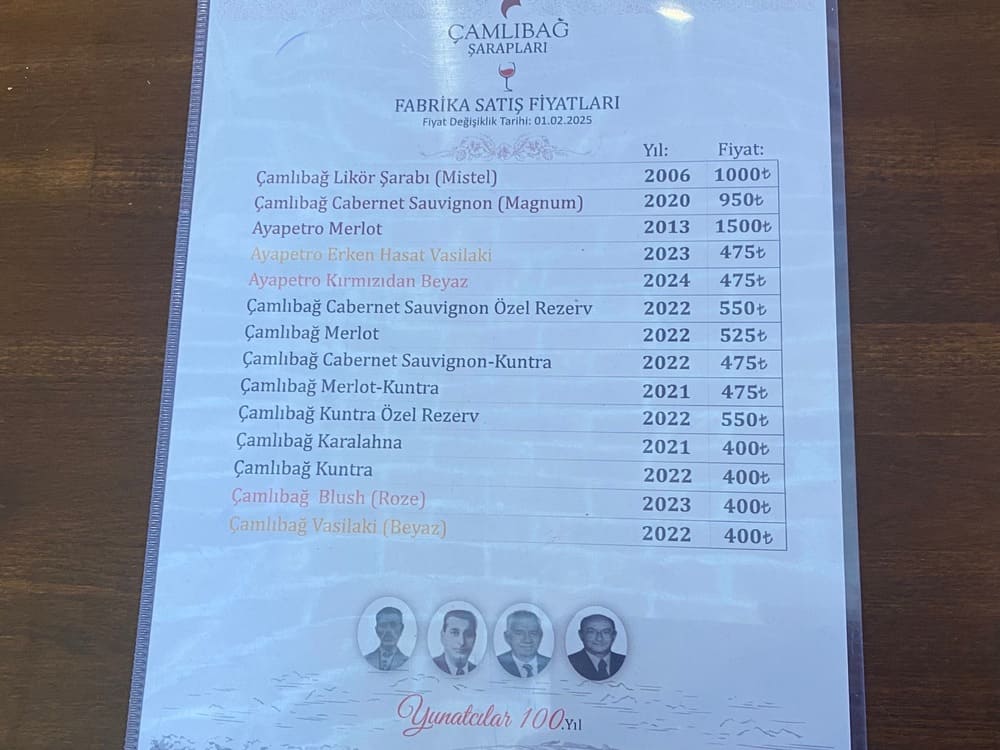 ÇAMLIBAĞ
ŞARAPLARI
FABRİKA SATIŞ FİYATLARI
Fiyat Değişiklik Tarihi: 01.02.2025
Yıl: Fiyat:
Çamlıbağ Likör Şarabı (Mistel) 2006 1000₺
Çamlıbağ Cabernet Sauvignon (Magnum) 2020 950₺
Ayapetro Merlot 2013 1500₺
Ayapetro Erken Hasat Vasilaki 2023 475₺
Ayapetro Kırmızıdan Beyaz 2024 475₺
Çamlıbağ Cabernet Sauvignon Özel Rezerv 2022 550₺
Çamlıbağ Merlot 2022 525₺
Çamlıbağ Cabernet Sauvignon-Kuntra 2022 475₺
Çamlıbağ Merlot-Kuntra 2021 475₺
Çamlıbağ Kuntra Özel Rezerv 2022 550₺
Çamlıbağ Karalahna 2021 400₺
Çamlıbağ Kuntra 2022 400₺
Çamlıbağ Blush (Roze) 2023 400₺
Çamlıbağ Vasilaki (Beyaz) 2022 400₺
Yunatcılar 100.Yıl